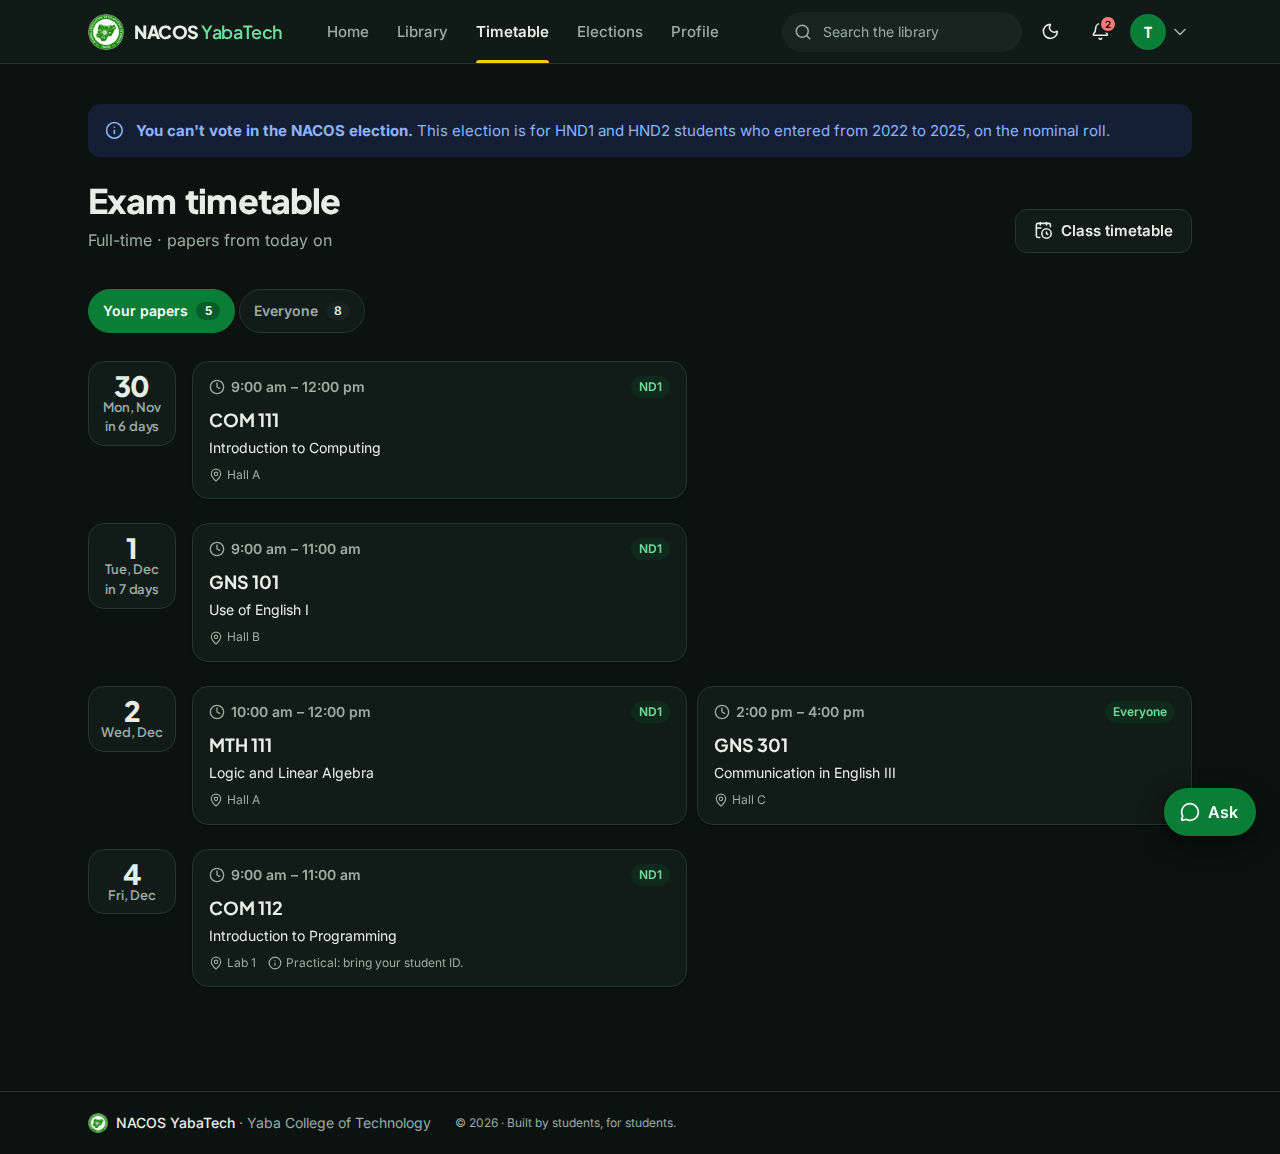 NACOS YabaTech
Home
Library
Timetable
Elections
Profile
Search the library
2
T
You can't vote in the NACOS election. This election is for HND1 and HND2 students who entered from 2022 to 2025, on the nominal roll.
Exam timetable
Full-time · papers from today on
Class timetable
Your papers 5
Everyone 8
30
Mon, Nov
in 6 days
9:00 am – 12:00 pm
ND1
COM 111
Introduction to Computing
Hall A
1
Tue, Dec
in 7 days
9:00 am – 11:00 am
ND1
GNS 101
Use of English I
Hall B
2
Wed, Dec
10:00 am – 12:00 pm
ND1
MTH 111
Logic and Linear Algebra
Hall A
2:00 pm – 4:00 pm
Everyone
GNS 301
Communication in English III
Hall C
Ask
4
Fri, Dec
9:00 am – 11:00 am
ND1
COM 112
Introduction to Programming
Lab 1
Practical: bring your student ID.
NACOS YabaTech · Yaba College of Technology
© 2026 · Built by students, for students.